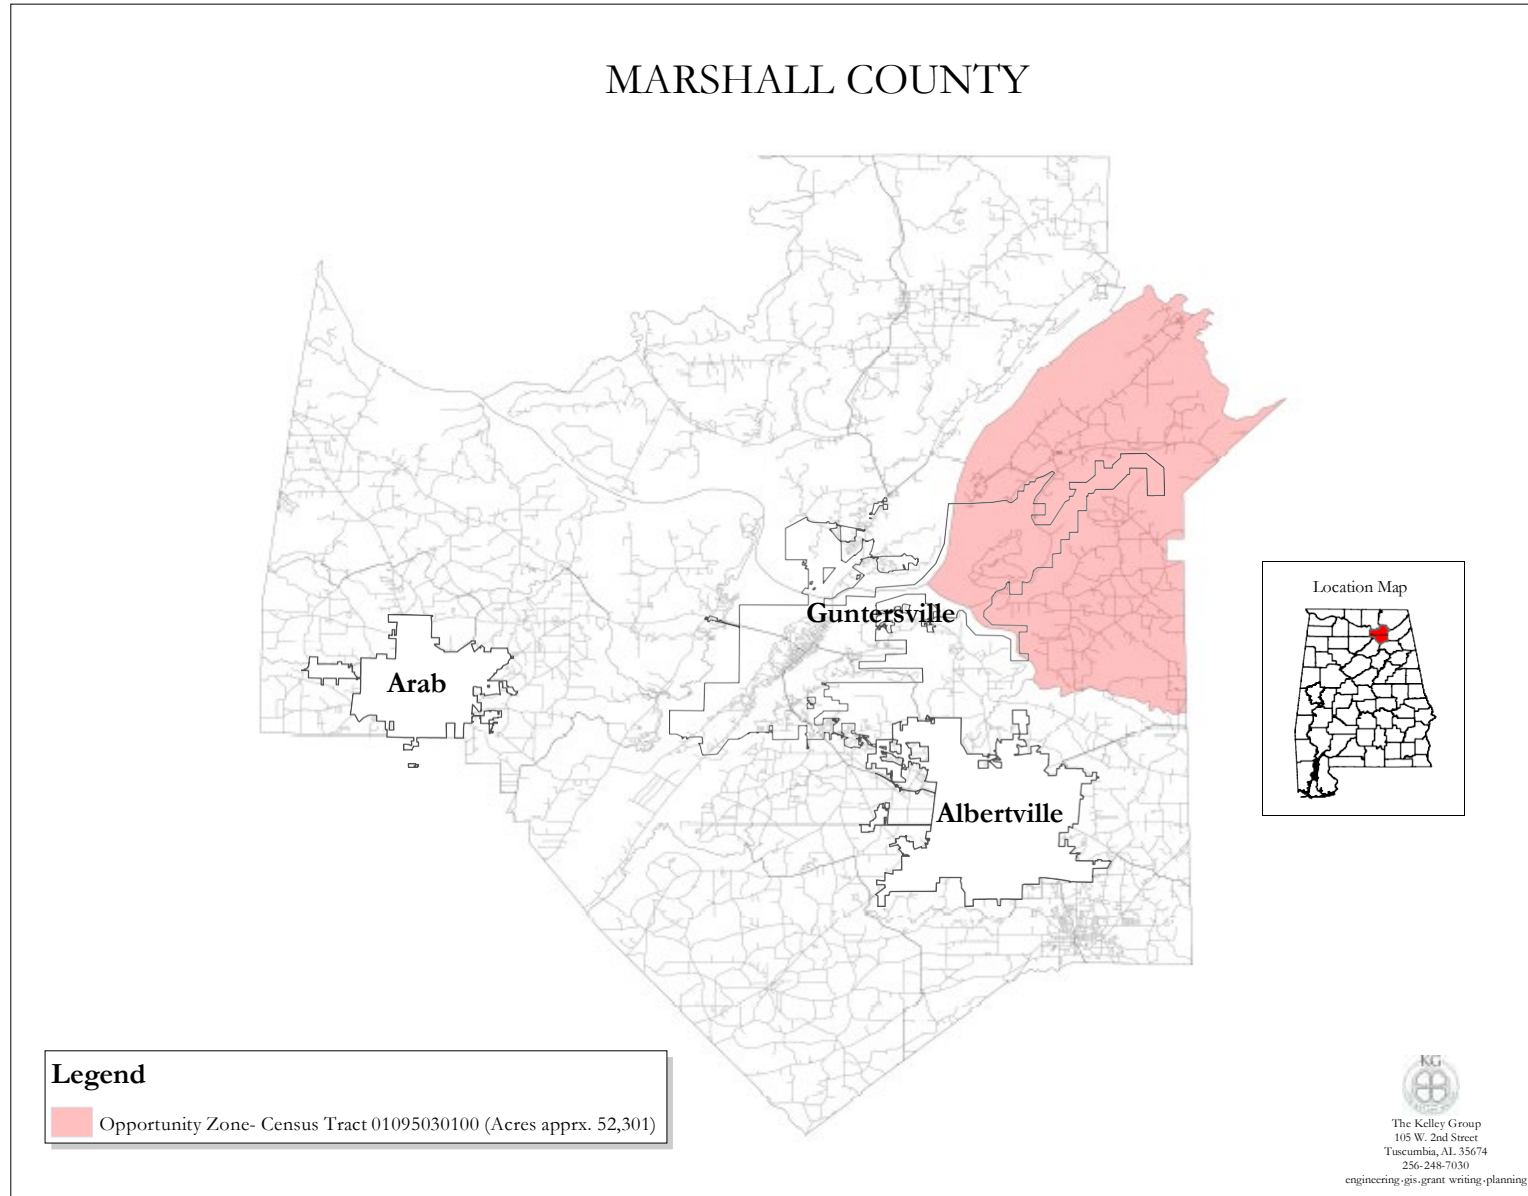 MARSHALL COUNTY
Location Map
Guntersville
Arab
Albertville
Legend
Opportunity Zone- Census Tract 01095030100 (Acres apprx. 52,301)
KG
The Kelley Group
105 W. 2nd Street
Tuscumbia, AL 35674
256-248-7030
engineering·gis·grant writing·planning